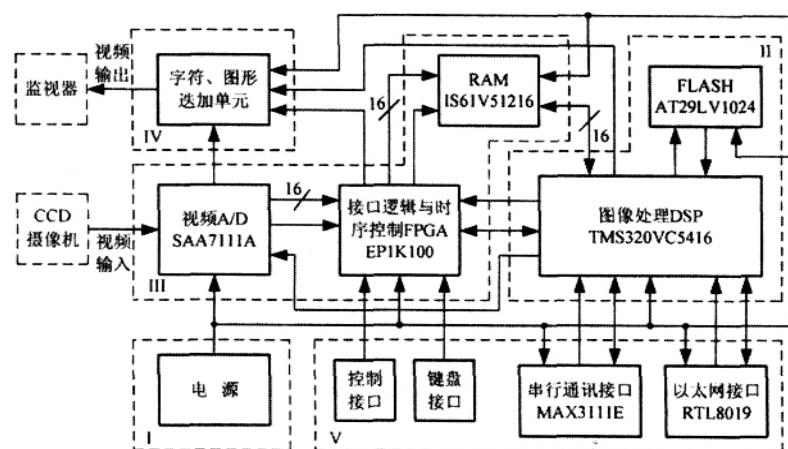 视频
输出
监视器
字符、图形
迭加单元
IV
16
RAM
IS61V51216
16
II
FLASH
AT29LV1024
CCD
摄像机
视频
输入
视频A/D
SAA7111A
III
16
接口逻辑与时
序控制FPGA
EP1K100
图像处理DSP
TMS320VC5416
电 源
I
控制
接口
键盘
接口
V
串行通讯接口
MAX3111E
以太网接口
RTL8019